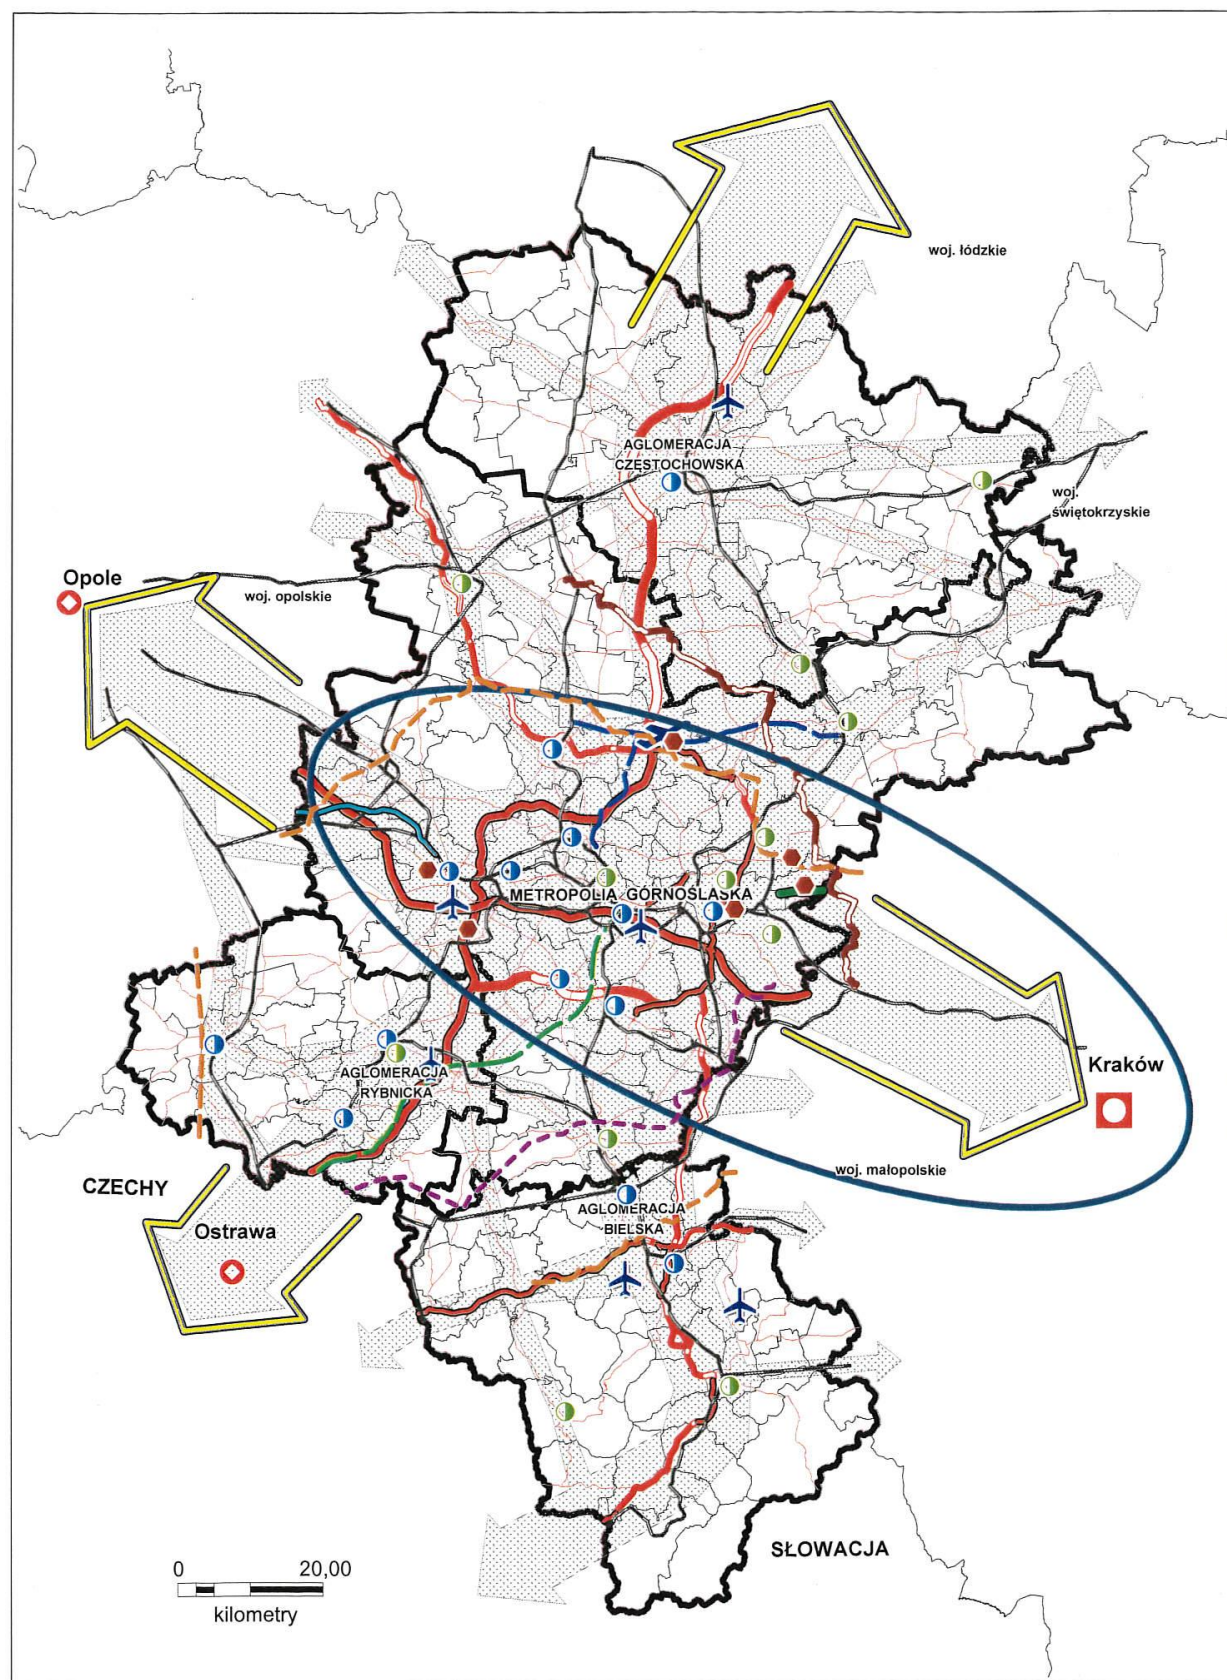 woj. łódzkie
AGLOMERACJA
CZĘSTOCHOWSKA
woj.
świętokrzyskie
Opole
woj. opolskie
METROPOLIA GÓRNOŚLĄSKA
Kraków
AGLOMERACJA
RYBNICKA
woj. małopolskie
CZECHY
Ostrawa
AGLOMERACJA
BIELSKA
SŁOWACJA
0 20,00
kilometry